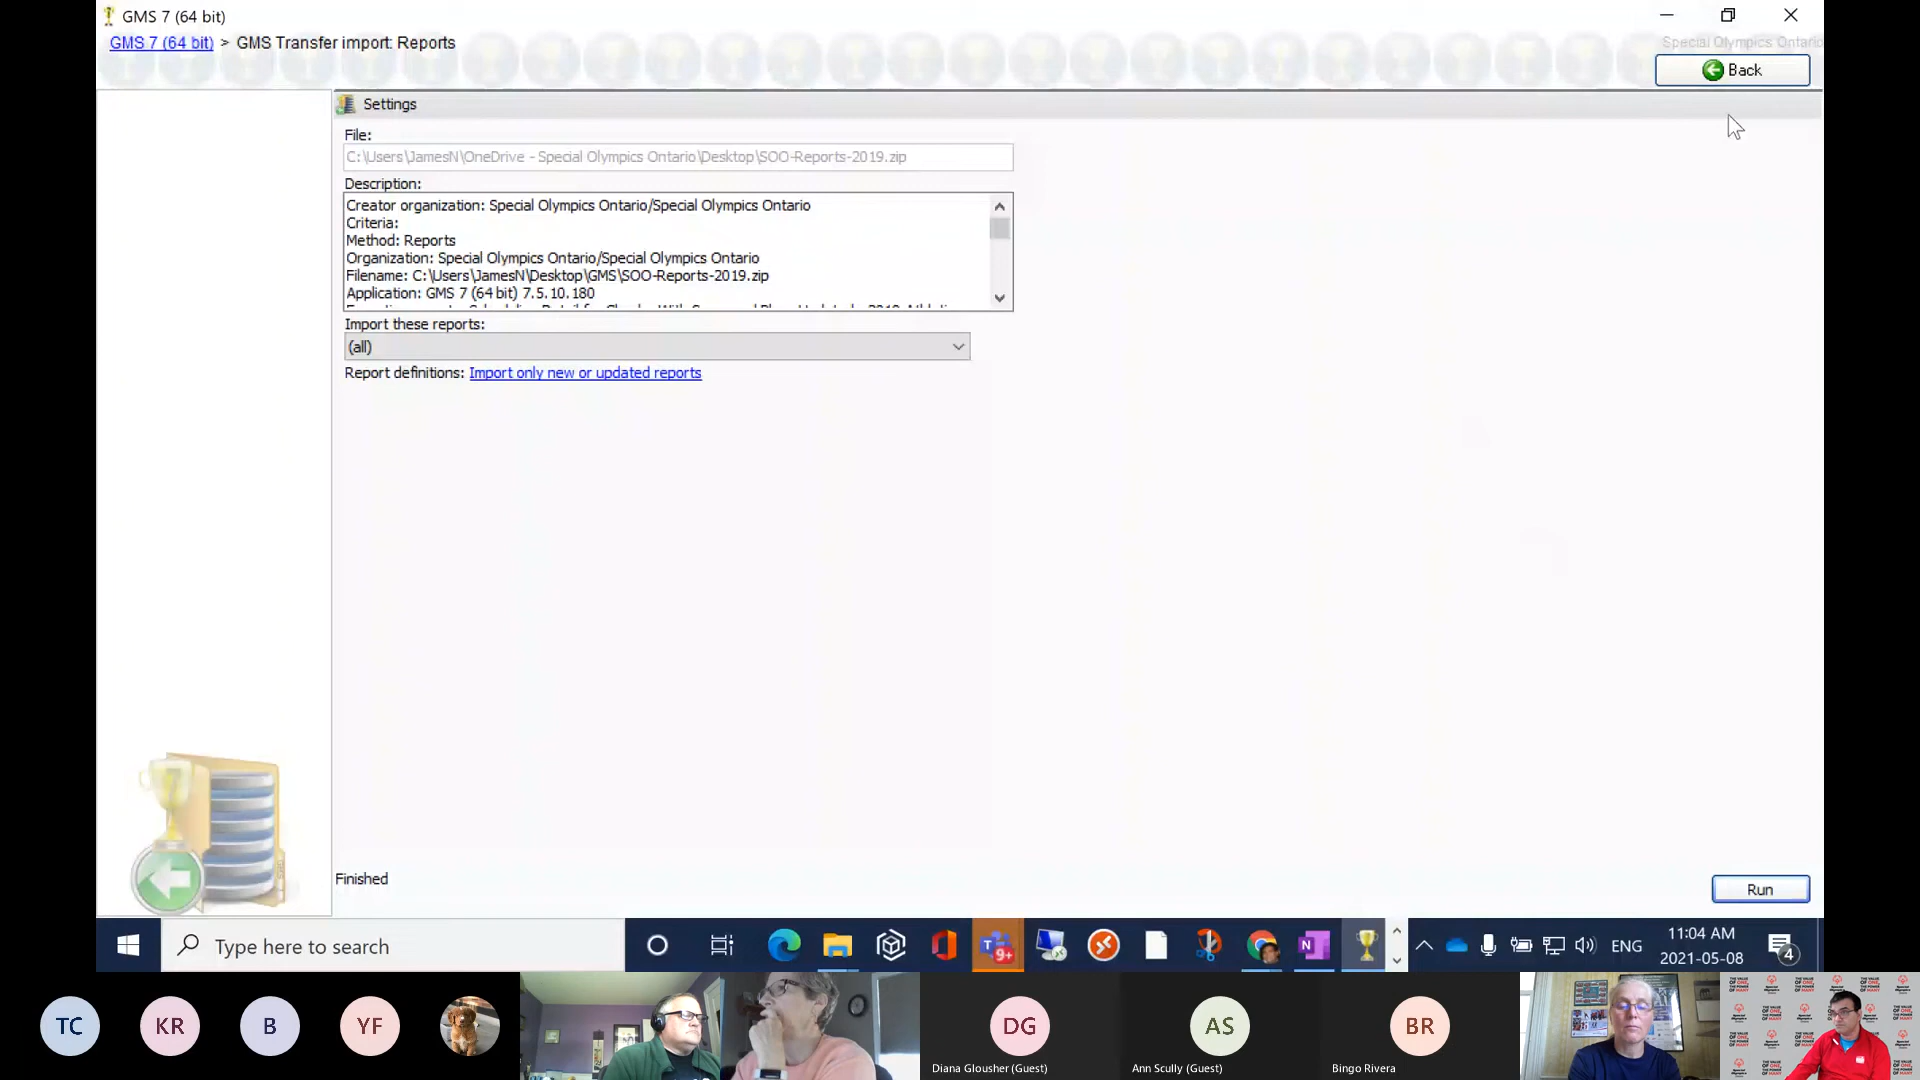 GMS 7 (64 bit)
GMS 7 (64 bit) > GMS Transfer import: Reports
Special Olympics Ontario
Back
Settings
File:
C:\Users\JamesN\OneDrive - Special Olympics Ontario\Desktop\SOO-Reports-2019.zip
Description:
Creator organization: Special Olympics Ontario/Special Olympics Ontario
Criteria:
Method: Reports
Organization: Special Olympics Ontario/Special Olympics Ontario
Filename: C:\Users\JamesN\Desktop\GMS\SOO-Reports-2019.zip
Application: GMS 7 (64 bit) 7.5.10.180
Import these reports:
(all)
Report definitions: Import only new or updated reports
Finished
Run
Type here to search
9+
ENG
11:04 AM
2021-05-08
4
TC
KR
B
YF
DG
AS
BR
Diana Glousher (Guest)
Ann Scully (Guest)
Bingo Rivera